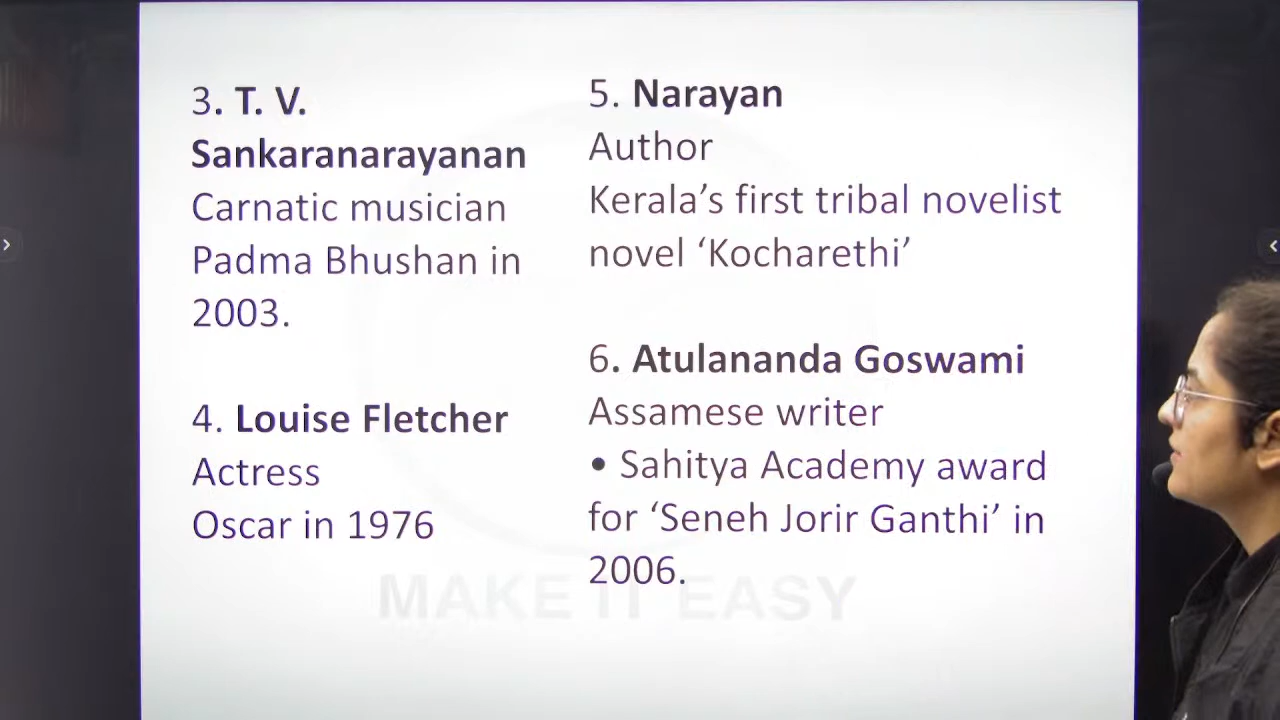 3. T. V.
Sankaranarayanan
Carnatic musician
Padma Bhushan in
2003.
4. Louise Fletcher
Actress
Oscar in 1976
5. Narayan
Author
Kerala’s first tribal novelist
novel ‘Kocharethi’
6. Atulananda Goswami
Assamese writer
• Sahitya Academy award
for ‘Seneh Jorir Ganthi’ in
2006.
MAKE IT EASY